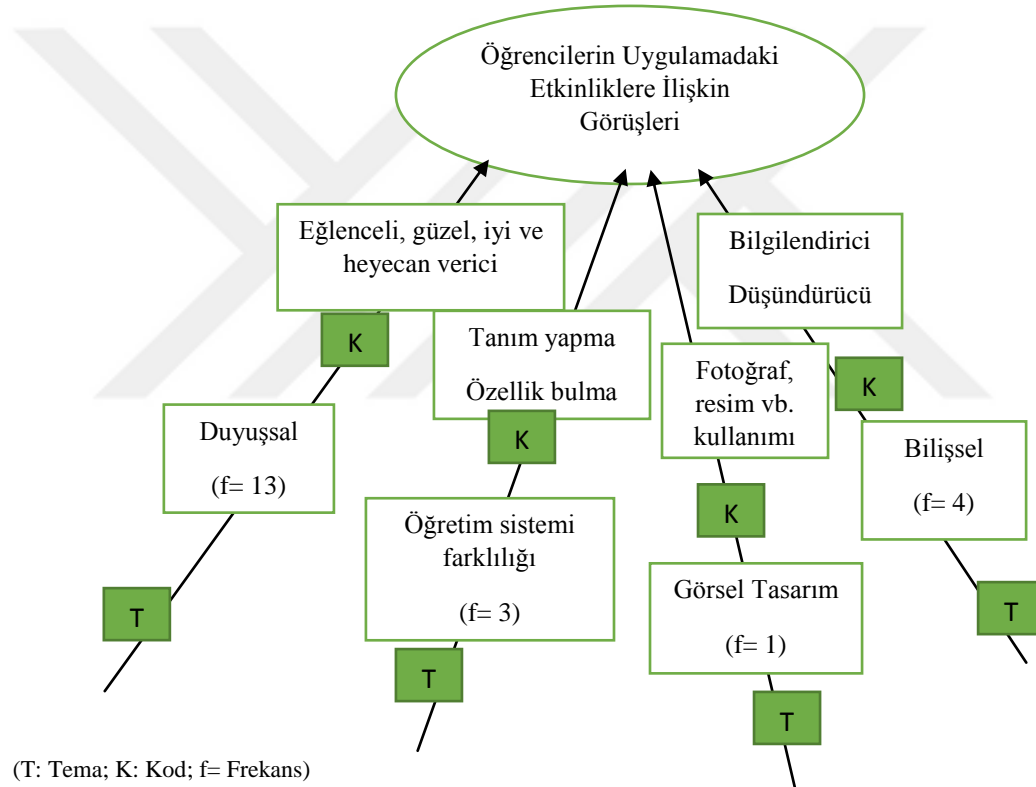 Öğrencilerin Uygulamadaki
Etkinliklere İlişkin
Görüşleri
Eğlenceli, güzel, iyi ve
heyecan verici
K
Duyuşsal
(f= 13)
T
Tanım yapma
Özellik bulma
K
Öğretim sistemi
farklılığı
(f= 3)
T
Fotoğraf,
resim vb.
kullanımı
K
Görsel Tasarım
(f= 1)
T
Bilgilendirici
Düşündürücü
K
Bilişsel
(f= 4)
T
(T: Tema; K: Kod; f= Frekans)